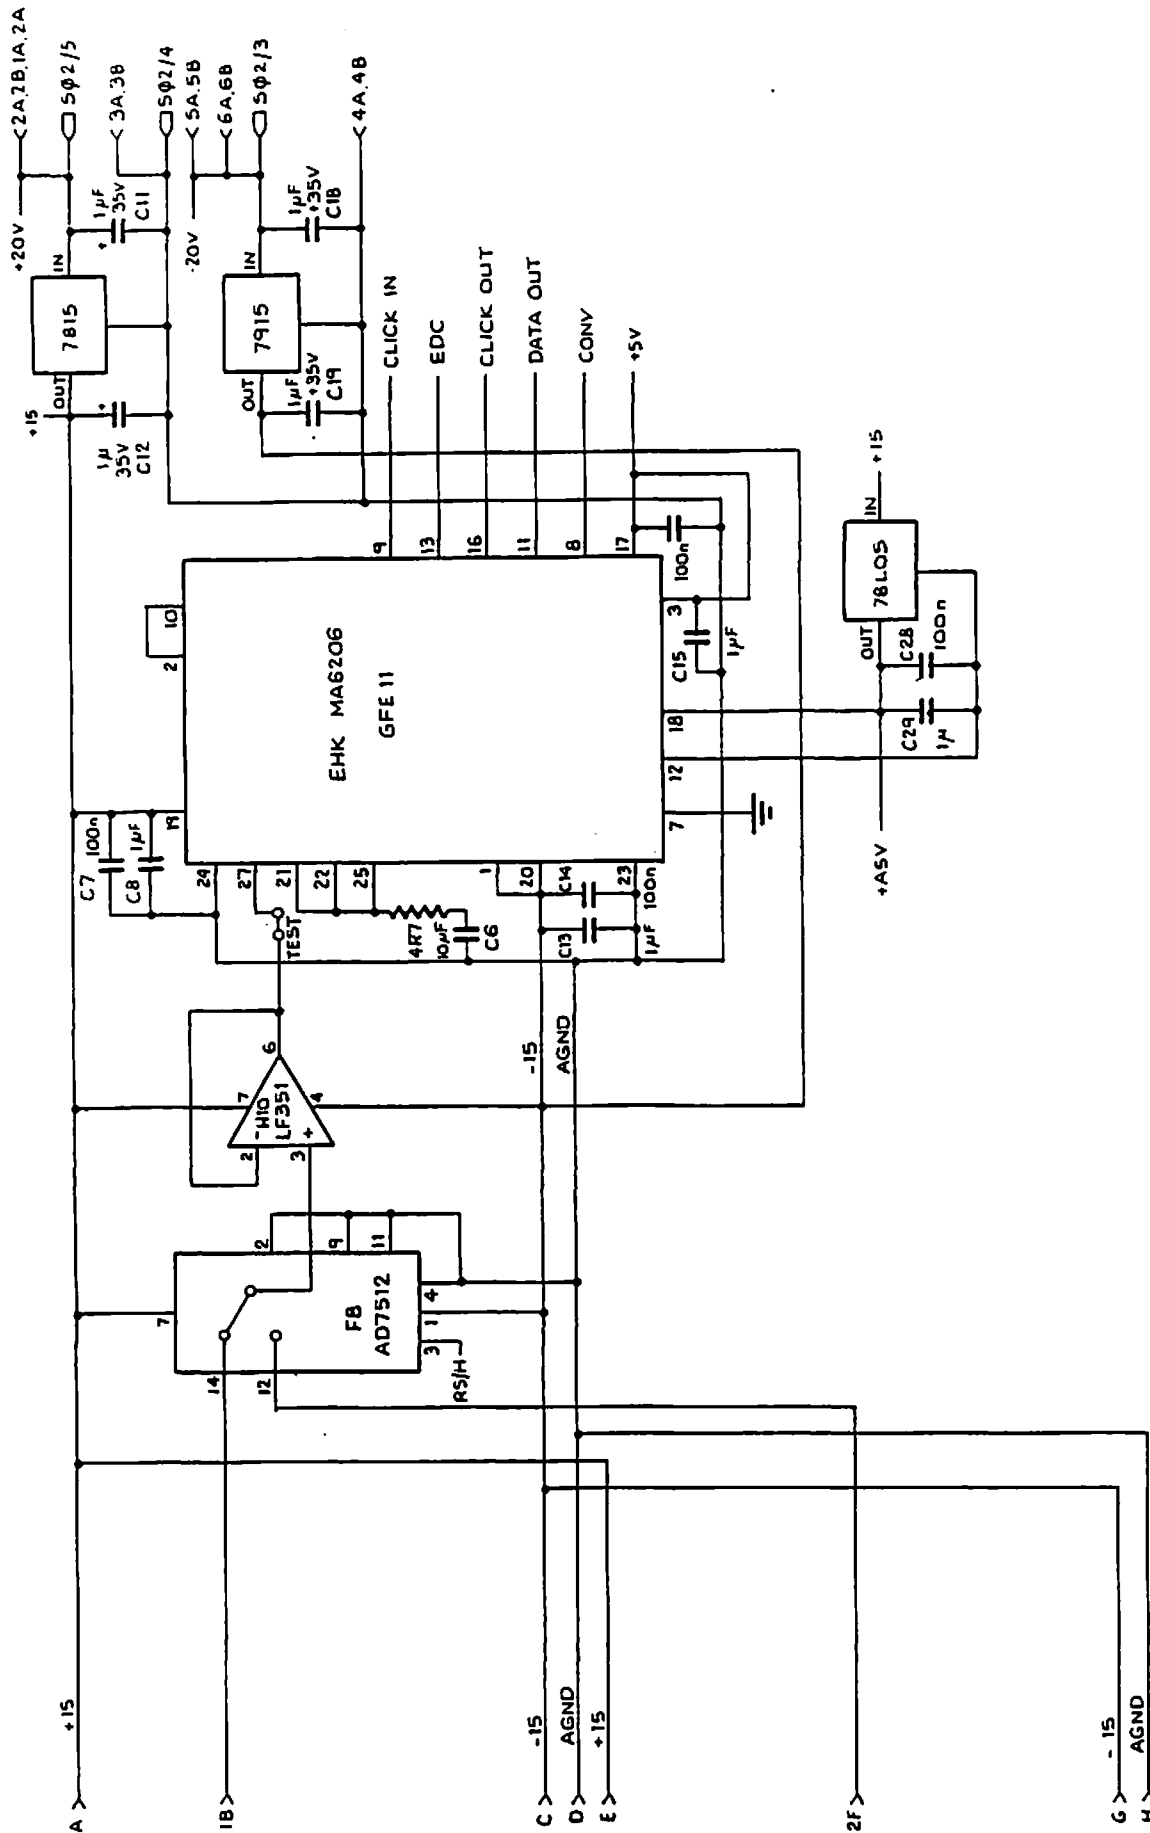 +20V
<2A,2B,1A,2A
5Φ2/5
<3A,3B
5Φ2/4
-20V
<5A,5B
<6A,6B
5Φ2/3
<4A,4B
+15
OUT
7815
IN
+
1µF
35V
C11
1µ
+
35V
C12
OUT
7915
IN
1µF
+35V
C18
1µF
+35V
C19
CLICK IN
EDC
CLICK OUT
DATA OUT
CONV
+5V
9
13
16
11
8
17
100n
2
10
EHK MA6206
GFE 11
19
24
27
21
22
25
1
20
23
7
12
18
3
C7
100n
C8
1µF
TEST
4R7
10µF
C6
C13
1µF
C14
100n
C15
1µF
+A5V
OUT
78L05
IN
+15
C28
100n
C29
1µ
-15
AGND
2
3
6
7
4
-
+
H10
LF351
7
14
12
2
9
11
3
1
4
F8
AD7512
RS/H
A>
+15
1B>
C>
-15
D>
AGND
E>
+15
2F>
G>
-15
H>
AGND